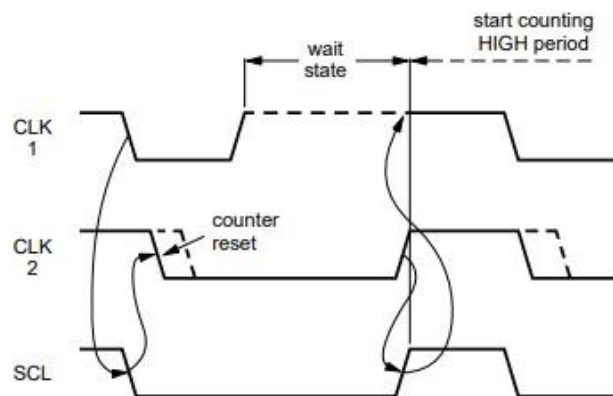 start counting
HIGH period
wait
state
CLK
1
counter
reset
CLK
2
SCL